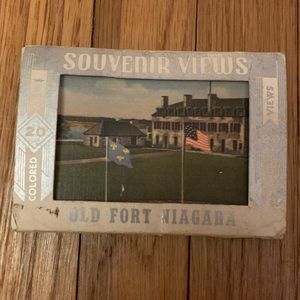 SOUVENIR VIEWS
20
COLORED
VIEWS
OLD FORT NIAGARA